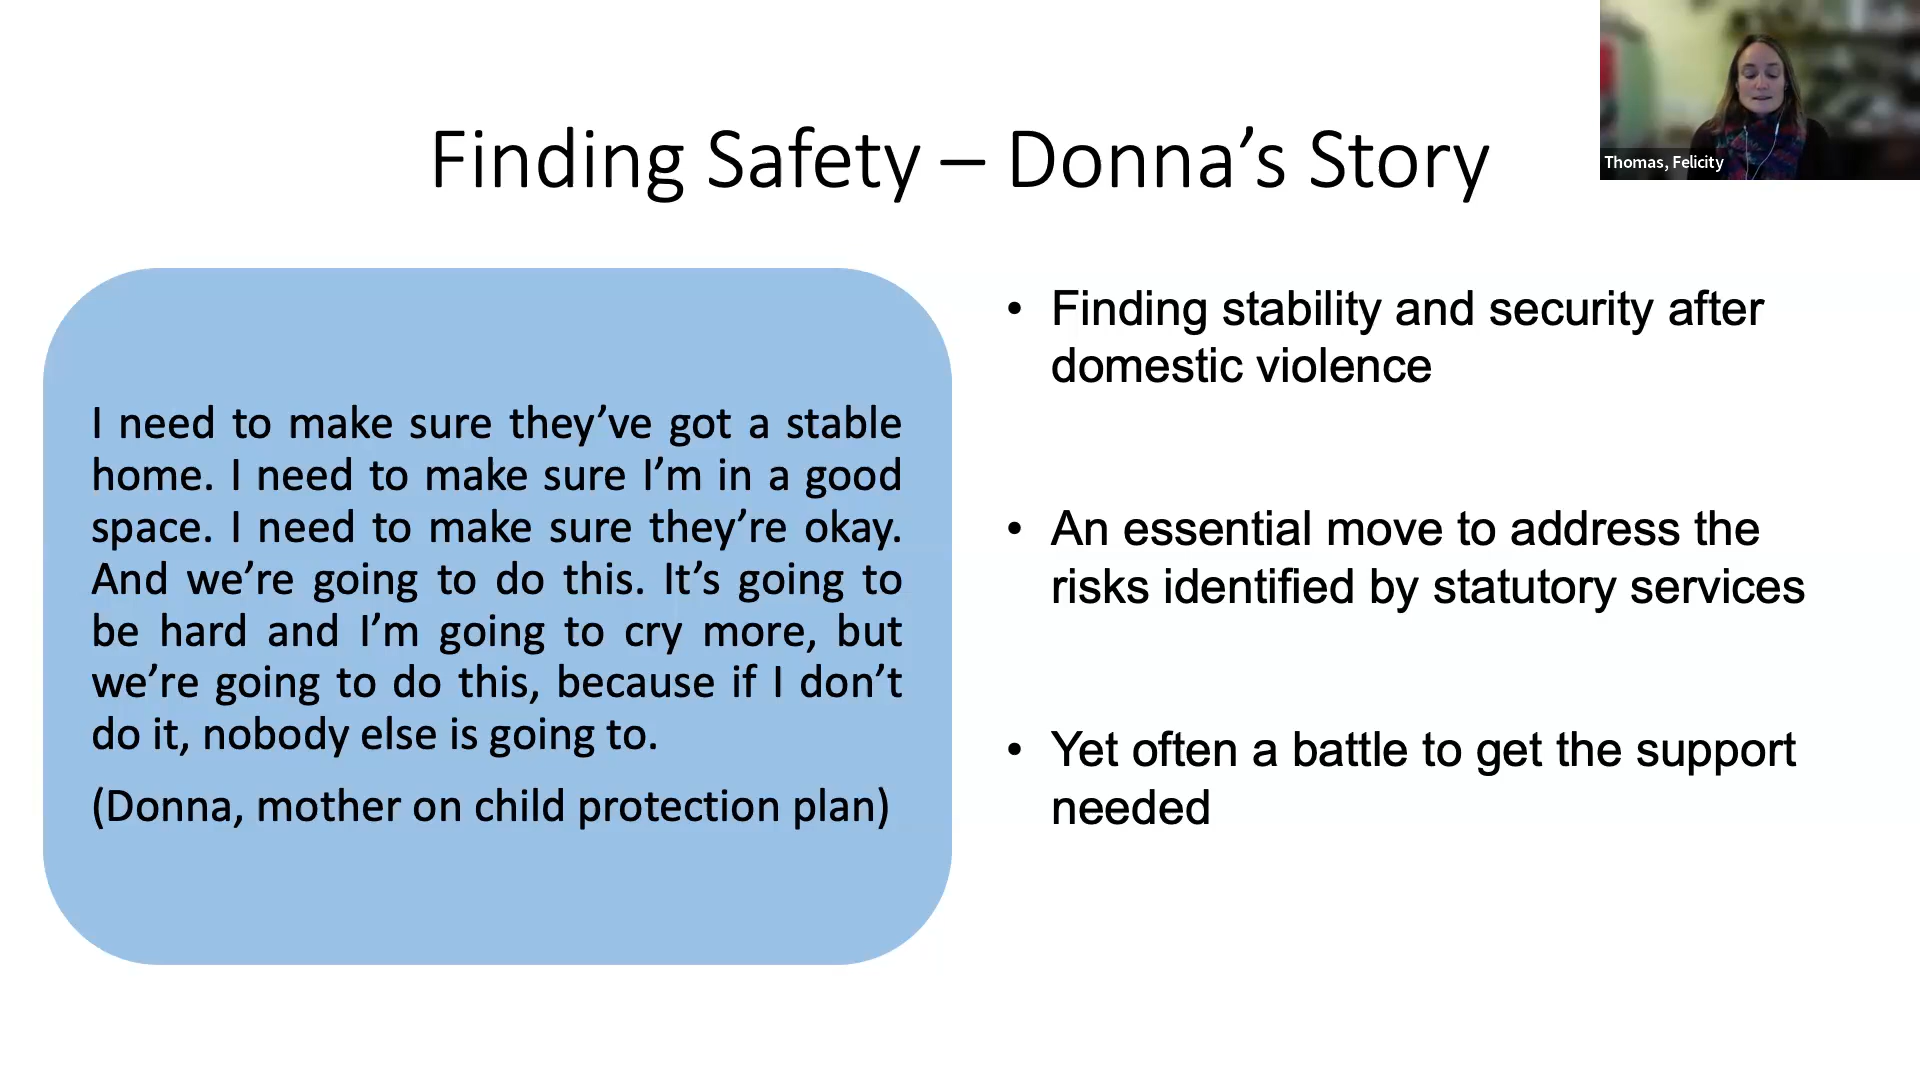 Finding Safety – Donna’s Story
Thomas, Felicity
I need to make sure they’ve got a stable
home. I need to make sure I’m in a good
space. I need to make sure they’re okay.
And we’re going to do this. It’s going to
be hard and I’m going to cry more, but
we’re going to do this, because if I don’t
do it, nobody else is going to.
(Donna, mother on child protection plan)
• Finding stability and security after
domestic violence
• An essential move to address the
risks identified by statutory services
• Yet often a battle to get the support
needed